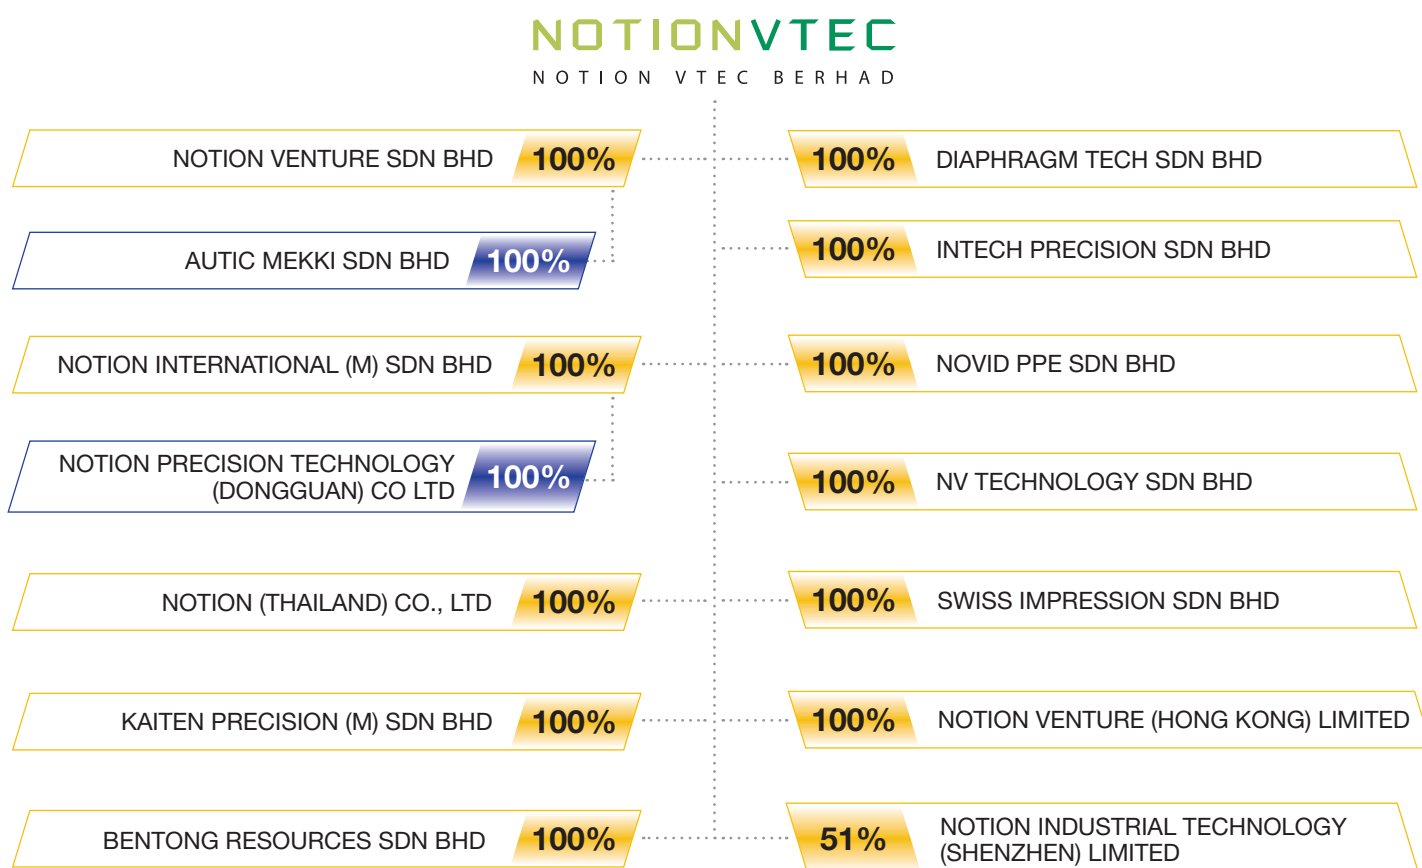 NOTIONVTEC
NOTION VTEC BERHAD
NOTION VENTURE SDN BHD 100%
AUTIC MEKKI SDN BHD 100%
NOTION INTERNATIONAL (M) SDN BHD 100%
NOTION PRECISION TECHNOLOGY
(DONGGUAN) CO LTD 100%
NOTION (THAILAND) CO., LTD 100%
KAITEN PRECISION (M) SDN BHD 100%
BENTONG RESOURCES SDN BHD 100%
100% DIAPHRAGM TECH SDN BHD
100% INTECH PRECISION SDN BHD
100% NOVID PPE SDN BHD
100% NV TECHNOLOGY SDN BHD
100% SWISS IMPRESSION SDN BHD
100% NOTION VENTURE (HONG KONG) LIMITED
51% NOTION INDUSTRIAL TECHNOLOGY
(SHENZHEN) LIMITED